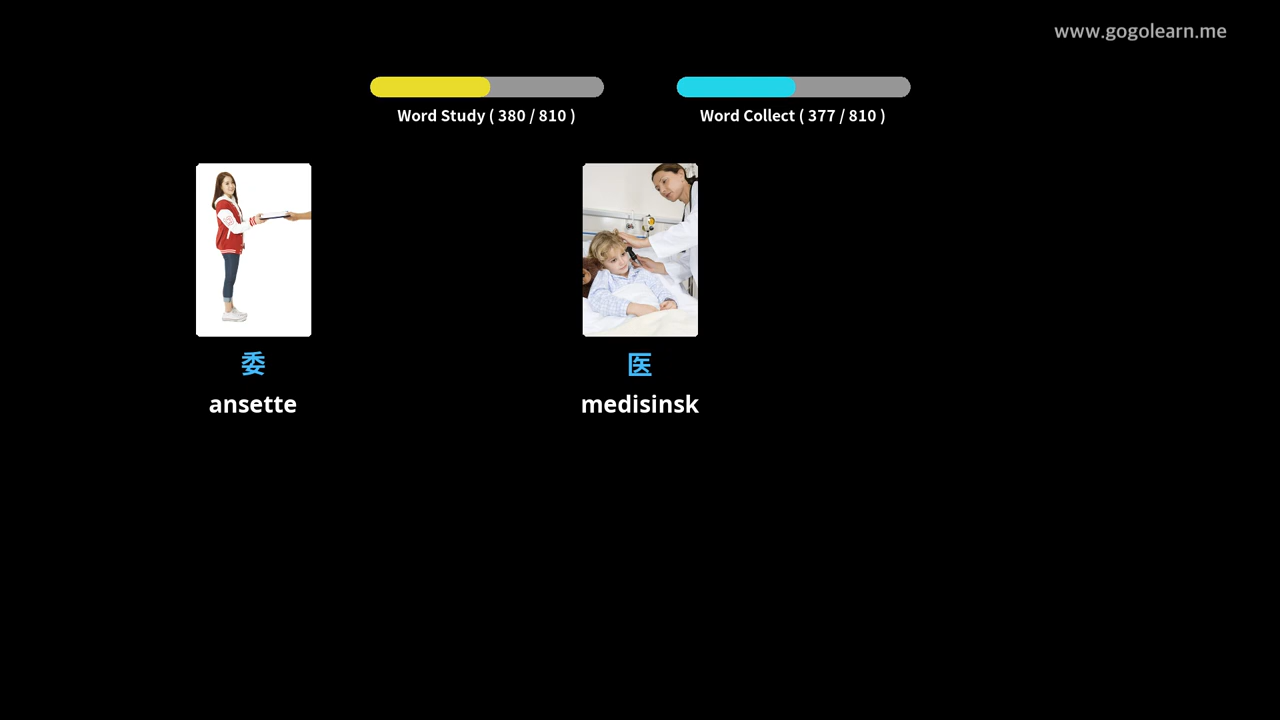 www.gogolearn.me
Word Study ( 380 / 810 )
Word Collect ( 377 / 810 )
委
医
ansette
medisinsk